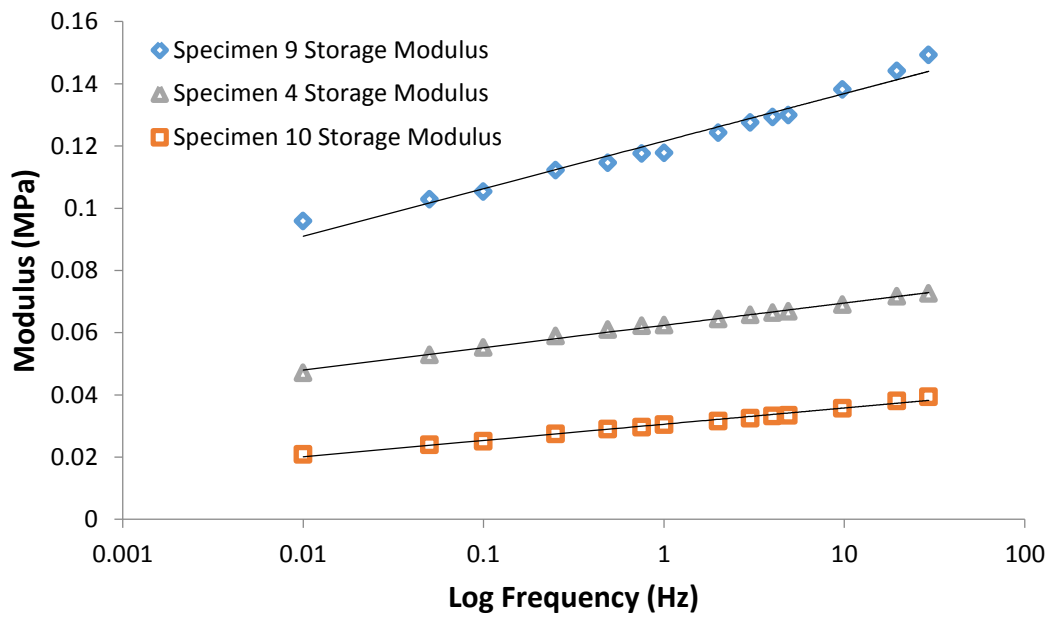 0.16
0.14
0.12
0.1
0.08
0.06
0.04
0.02
0
Modulus (MPa)
Specimen 9 Storage Modulus
Specimen 4 Storage Modulus
Specimen 10 Storage Modulus
0.001 0.01 0.1 1 10 100
Log Frequency (Hz)